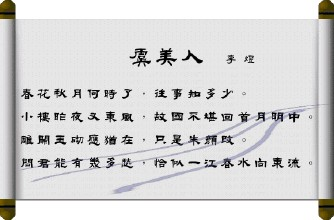 虞美人 李煜
春花秋月何時了，往事知多少。
小樓昨夜又東風，故國不堪回首月明中。
雕闌玉砌應猶在，只是朱顏改。
問君能有幾多愁，恰似一江春水向東流。